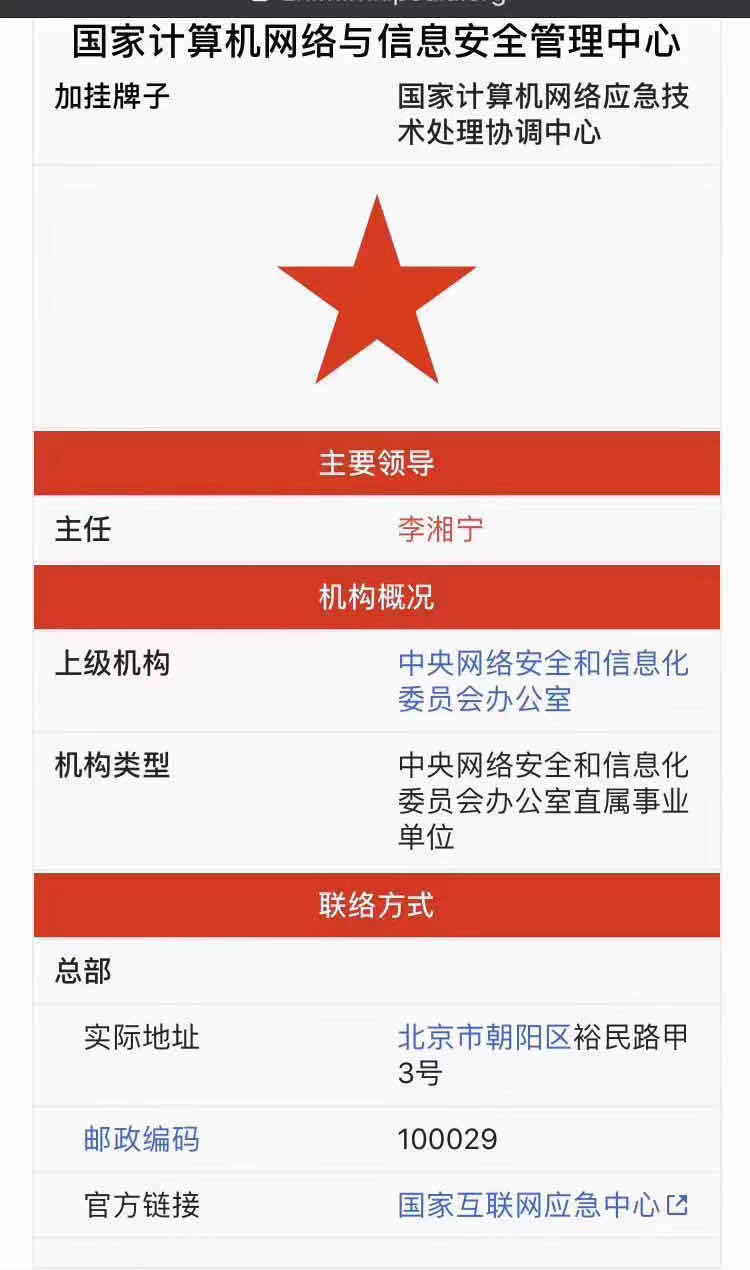 国家计算机网络与信息安全管理中心
加挂牌子
国家计算机网络应急技
术处理协调中心
主要领导
主任
李湘宁
机构概况
上级机构
中央网络安全和信息化
委员会办公室
机构类型
中央网络安全和信息化
委员会办公室直属事业
单位
联络方式
总部
实际地址
北京市朝阳区裕民路甲
3号
邮政编码
100029
官方链接
国家互联网应急中心